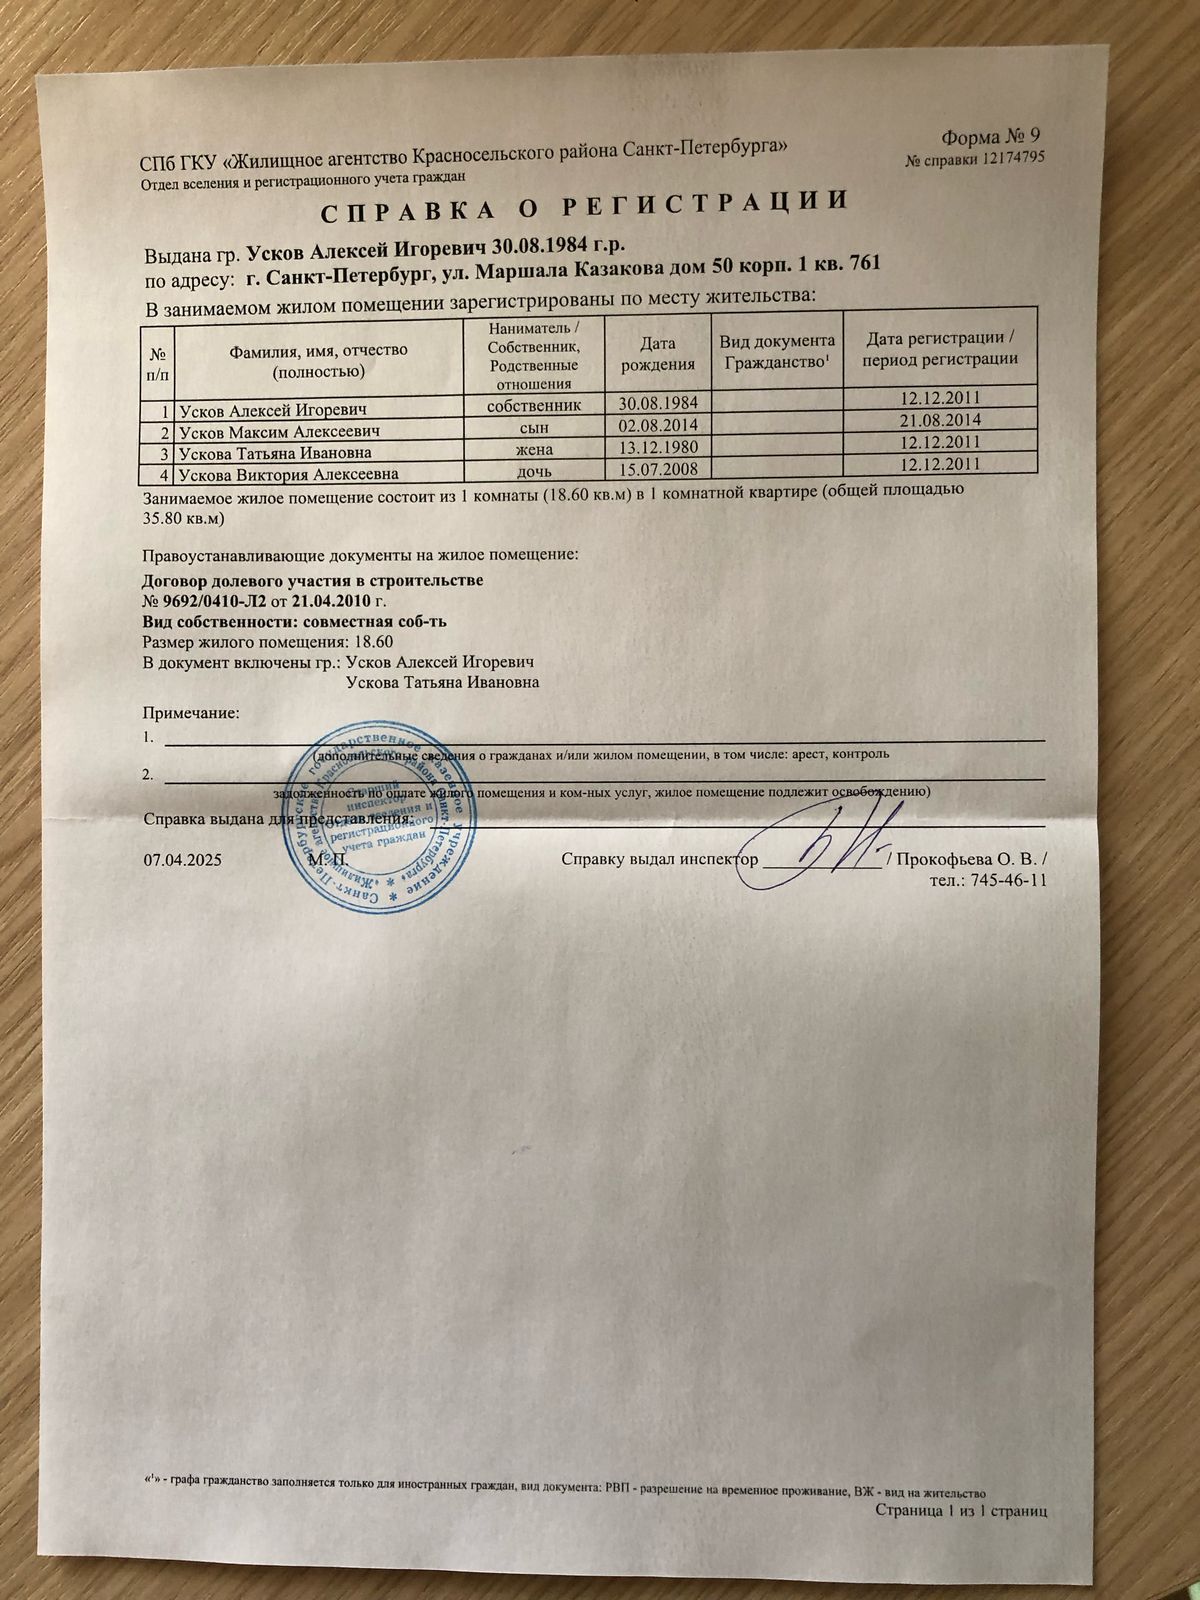 СПб ГКУ «Жилищное агентство Красносельского района Санкт-Петербурга»
Форма № 9
Отдел вселения и регистрационного учета граждан
№ справки 12174795
СПРАВКА О РЕГИСТРАЦИИ
Выдана гр. Усков Алексей Игоревич 30.08.1984 г.р.
по адресу: г. Санкт-Петербург, ул. Маршала Казакова дом 50 корп. 1 кв. 761
В занимаемом жилом помещении зарегистрированы по месту жительства:
№ п/п Фамилия, имя, отчество (полностью) Наниматель / Собственник, Родственные отношения Дата рождения Вид документа Гражданство¹ Дата регистрации / период регистрации
1 Усков Алексей Игоревич собственник 30.08.1984 12.12.2011
2 Усков Максим Алексеевич сын 02.08.2014 21.08.2014
3 Ускова Татьяна Ивановна жена 13.12.1980 12.12.2011
4 Ускова Виктория Алексеевна дочь 15.07.2008 12.12.2011
Занимаемое жилое помещение состоит из 1 комнаты (18.60 кв.м) в 1 комнатной квартире (общей площадью
35.80 кв.м)
Правоустанавливающие документы на жилое помещение:
Договор долевого участия в строительстве
№ 9692/0410-Л2 от 21.04.2010 г.
Вид собственности: совместная соб-ть
Размер жилого помещения: 18.60
В документ включены гр.: Усков Алексей Игоревич
Ускова Татьяна Ивановна
Примечание:
1.
(дополнительные сведения о гражданах и/или жилом помещении, в том числе: арест, контроль
2.
задолженность по оплате жилого помещения и ком-ных услуг, жилое помещение подлежит освобождению)
Справка выдана для представления:
07.04.2025 М. П. Справку выдал инспектор / Прокофьева О. В. /
тел.: 745-46-11
Санкт-Петербургское государственное казенное учреждение
«Жилищное агентство Красносельского района Санкт-Петербурга»
Старший
инспектор
Отдел вселения и
регистрационного
учета граждан
«¹» - графа гражданство заполняется только для иностранных граждан, вид документа: РВП - разрешение на временное проживание, ВЖ - вид на жительство
Страница 1 из 1 страниц